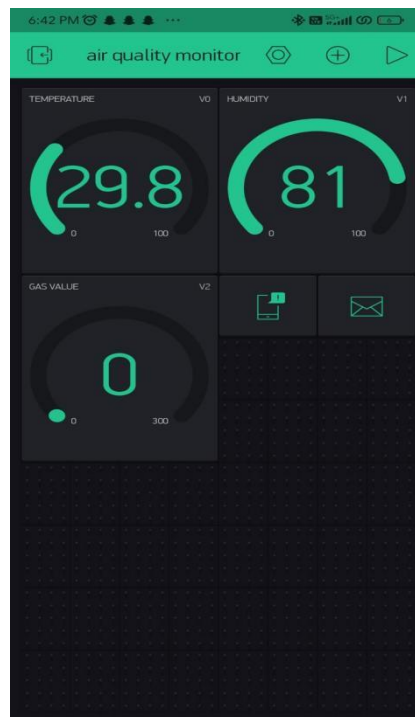 6:42 PM
air quality monitor
TEMPERATURE V0
HUMIDITY V1
29.8
81
0 100
0 100
GAS VALUE V2
0
0 300